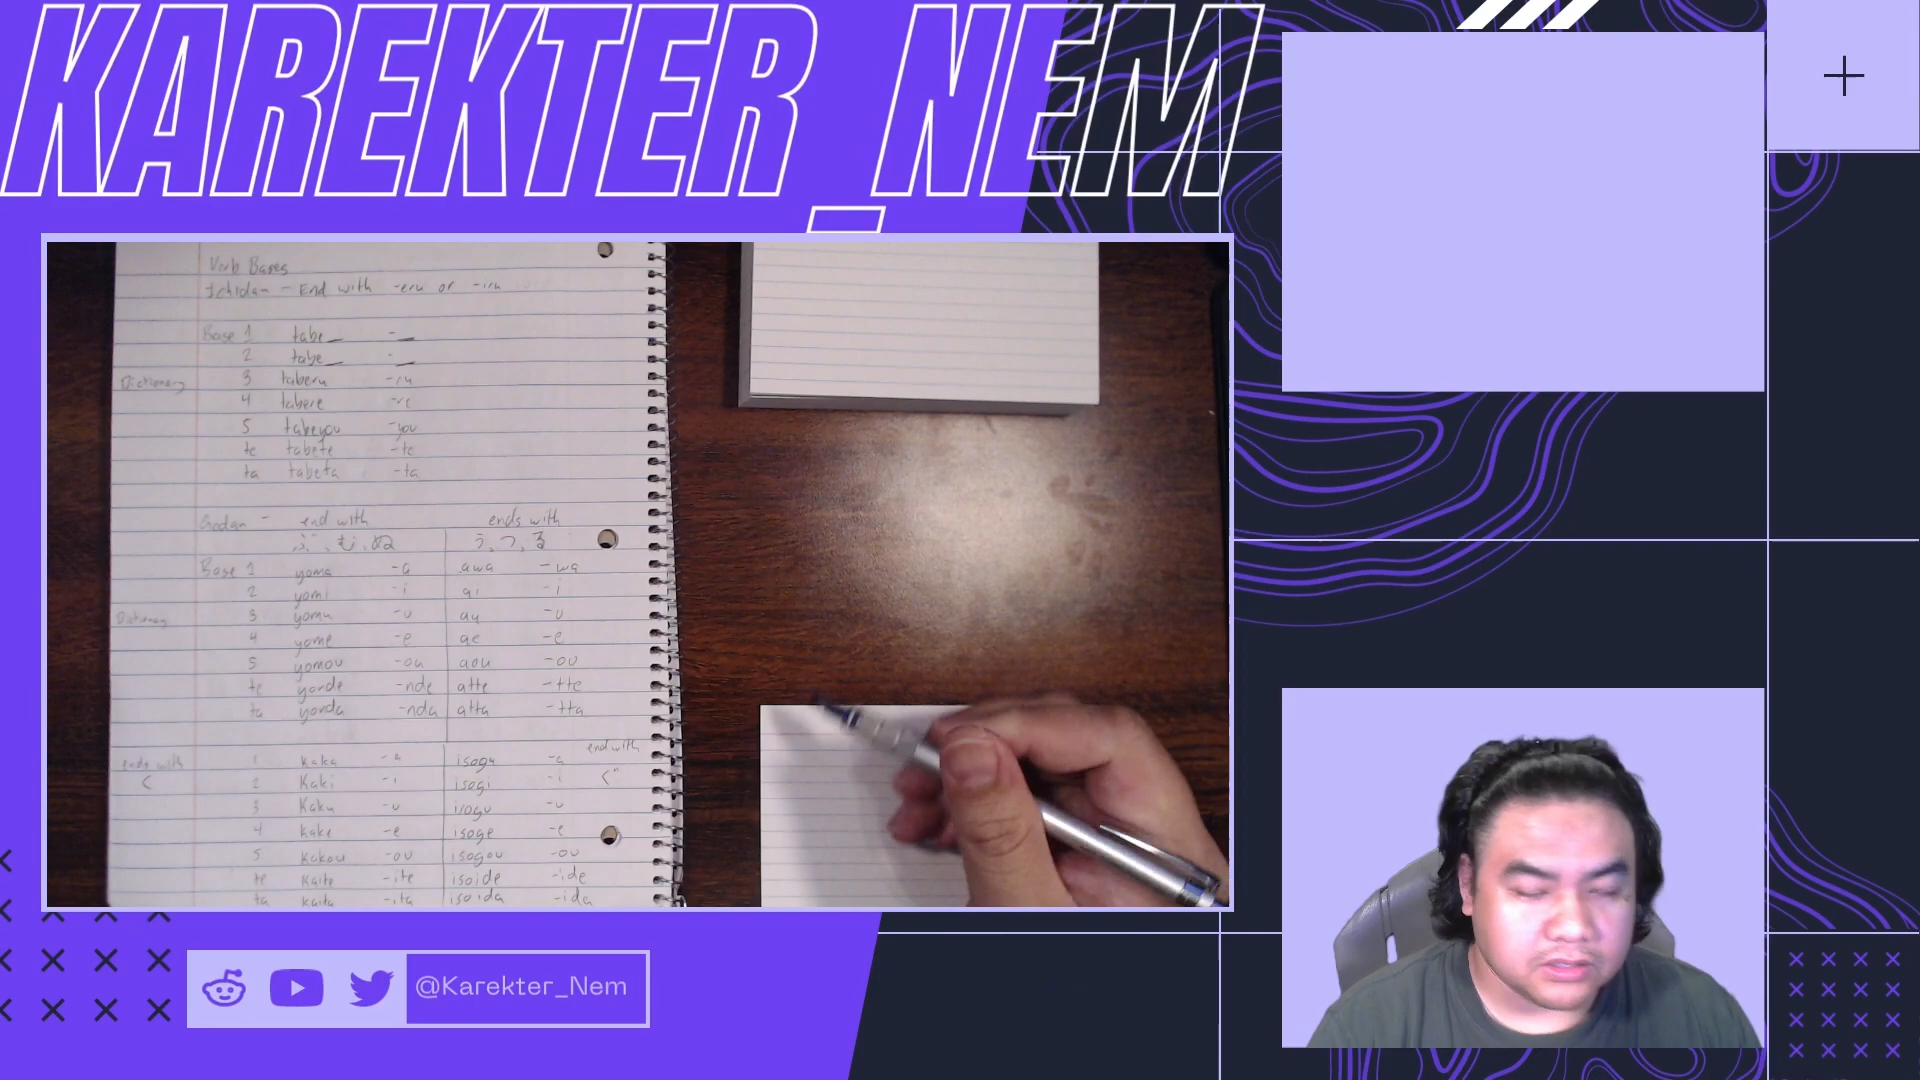 KAREKTER_NEM
Verb Bases
Ichidan - End with -eru or -iru
Base 1 tabe_ -_
2 tabe_ -_
Dictionary 3 taberu -ru
4 tabere -re
5 tabeyou -you
te tabete -te
ta tabeta -ta
Godan - end with ends with
ぶ、む、ぬ う、つ、る
Base 1 yoma -a awa -wa
2 yomi -i ai -i
Dictionary 3 yomu -u au -u
4 yome -e ae -e
5 yomou -ou aou -ou
te yonde -nde atte -tte
ta yonda -nda atta -tta
end with
ends with 1 kaka -a isoga -a
く 2 Kaki -i isogi -i ぐ
3 Kaku -u isogu -u
4 kake -e isoge -e
5 kakou -ou isogou -ou
te Kaite -ite isoide -ide
ta kaita -ita isoida -ida
@Karekter_Nem